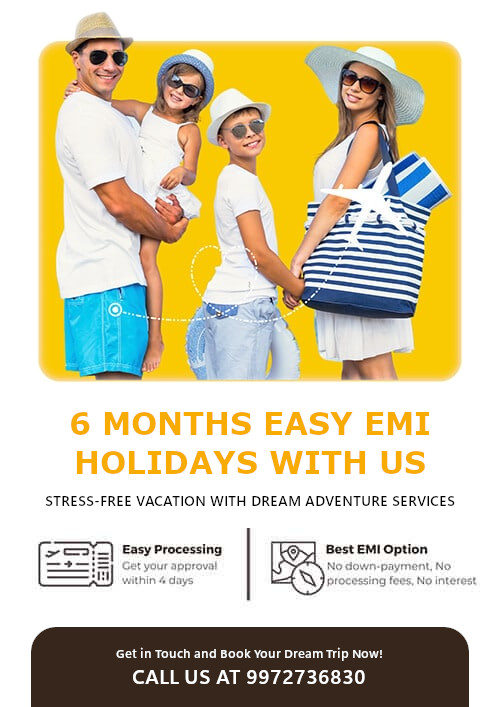 6 MONTHS EASY EMI
HOLIDAYS WITH US
STRESS-FREE VACATION WITH DREAM ADVENTURE SERVICES
Easy Processing
Get your approval
within 4 days
Best EMI Option
No down-payment, No
processing fees, No interest
Get in Touch and Book Your Dream Trip Now!
CALL US AT 9972736830